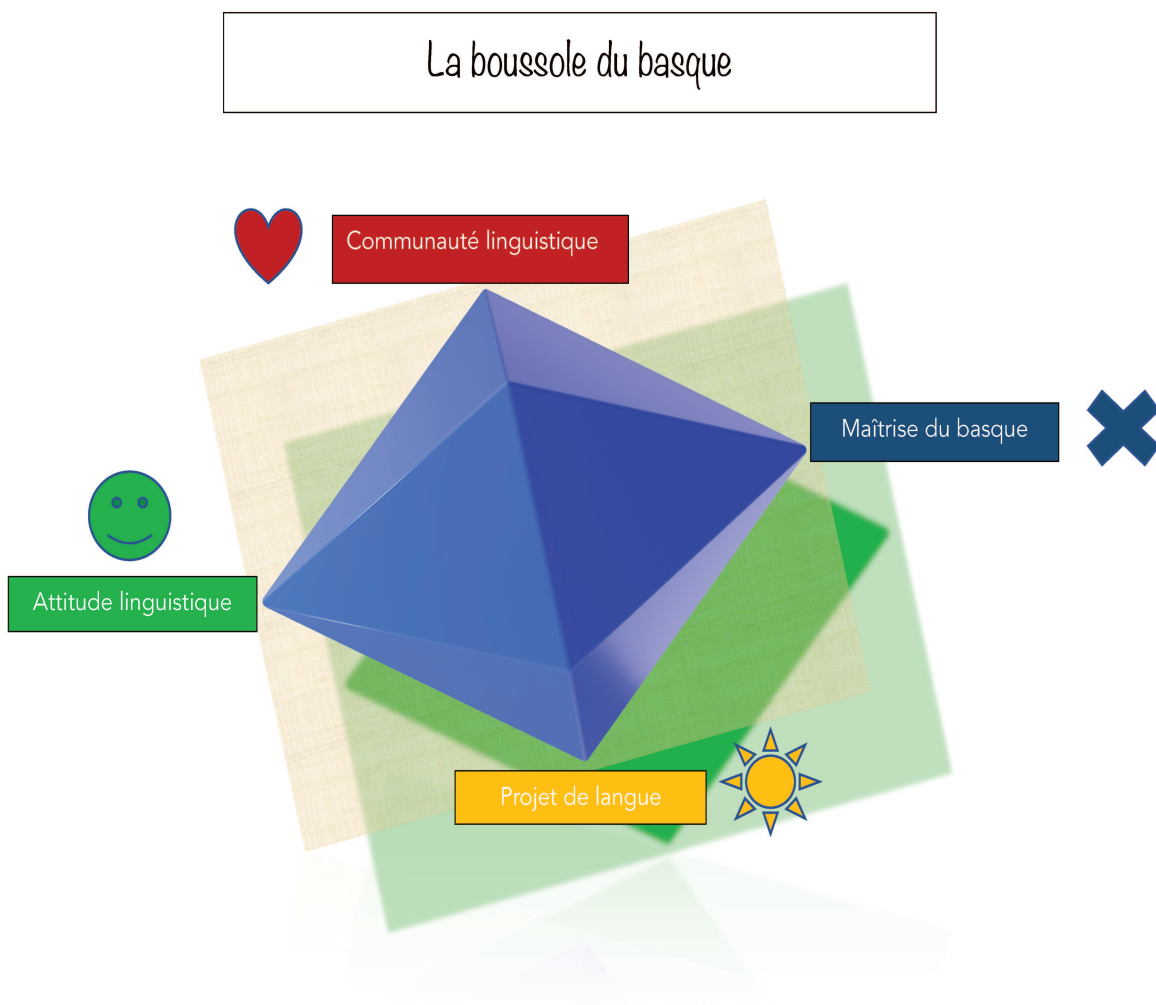 La boussole du basque
Communauté linguistique
Maîtrise du basque
Attitude linguistique
Projet de langue